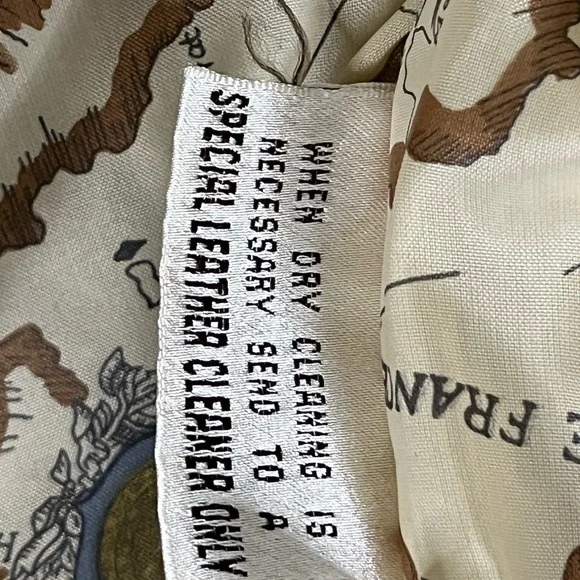 WHEN DRY CLEANING IS
NECESSARY SEND TO A
SPECIAL LEATHER CLEANER ONLY
E FRANC